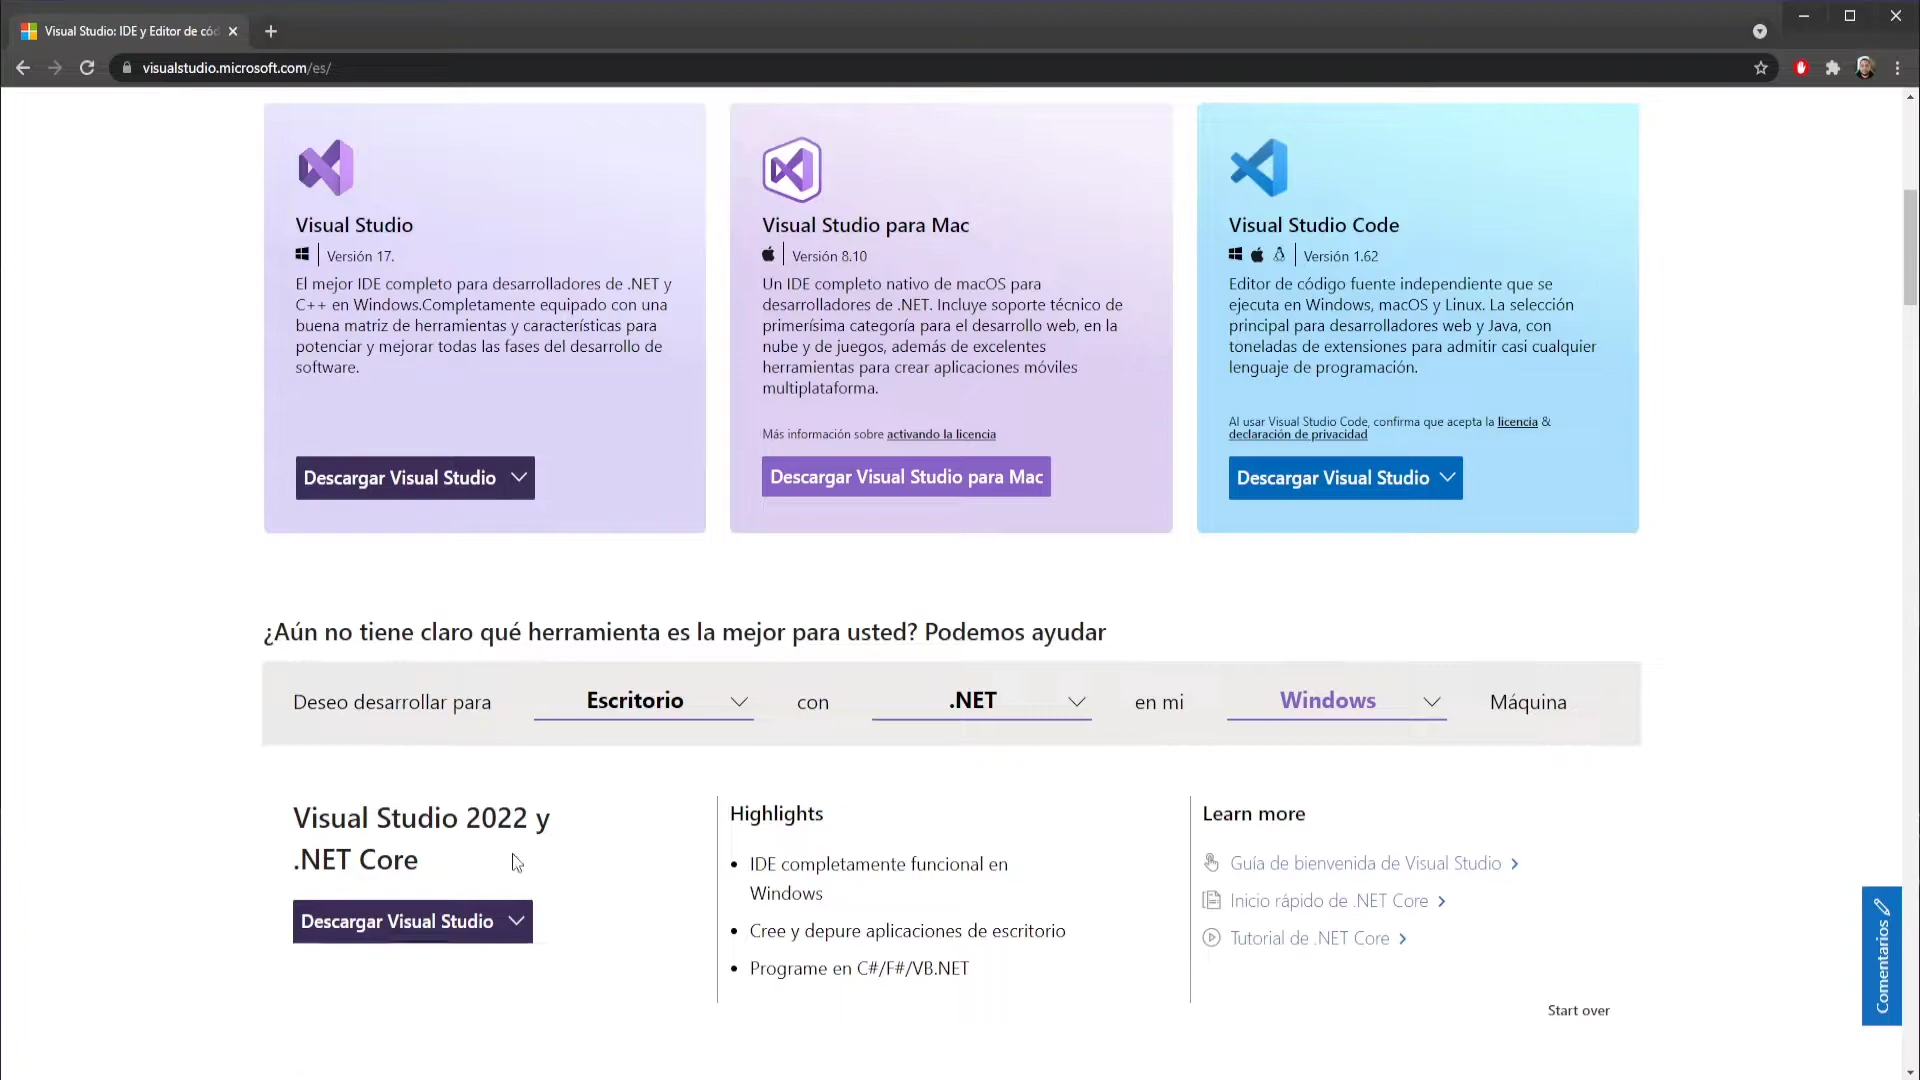 Visual Studio: IDE y Editor de cód
visualstudio.microsoft.com/es/
Visual Studio
Versión 17.
El mejor IDE completo para desarrolladores de .NET y
C++ en Windows.Completamente equipado con una
buena matriz de herramientas y características para
potenciar y mejorar todas las fases del desarrollo de
software.
Descargar Visual Studio
Visual Studio para Mac
Versión 8.10
Un IDE completo nativo de macOS para
desarrolladores de .NET. Incluye soporte técnico de
primerísima categoría para el desarrollo web, en la
nube y de juegos, además de excelentes
herramientas para crear aplicaciones móviles
multiplataforma.
Más información sobre activando la licencia
Descargar Visual Studio para Mac
Visual Studio Code
Versión 1.62
Editor de código fuente independiente que se
ejecuta en Windows, macOS y Linux. La selección
principal para desarrolladores web y Java, con
toneladas de extensiones para admitir casi cualquier
lenguaje de programación.
Al usar Visual Studio Code, confirma que acepta la licencia &
declaración de privacidad
Descargar Visual Studio
¿Aún no tiene claro qué herramienta es la mejor para usted? Podemos ayudar
Deseo desarrollar para Escritorio con .NET en mi Windows Máquina
Visual Studio 2022 y
.NET Core
Descargar Visual Studio
Highlights
• IDE completamente funcional en
Windows
• Cree y depure aplicaciones de escritorio
• Programe en C#/F#/VB.NET
Learn more
Guía de bienvenida de Visual Studio
Inicio rápido de .NET Core
Tutorial de .NET Core
Start over
Comentarios